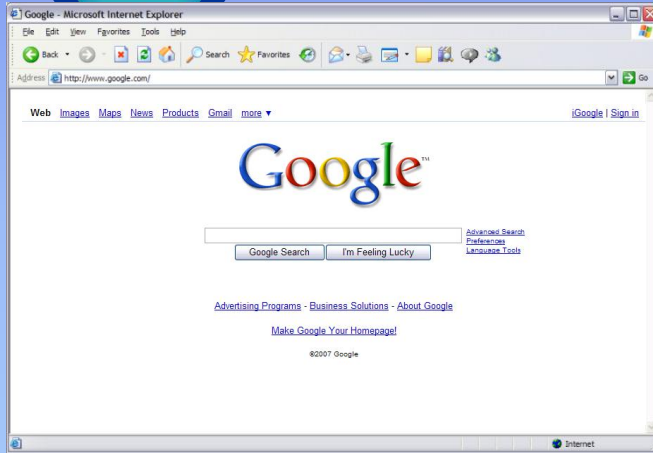 Google - Microsoft Internet Explorer
File Edit View Favorites Tools Help
Back Search Favorites
Address http://www.google.com/ Go
Web Images Maps News Products Gmail more ▼ iGoogle | Sign in
Google™
Advanced Search
Preferences
Language Tools
Google Search I'm Feeling Lucky
Advertising Programs - Business Solutions - About Google
Make Google Your Homepage!
©2007 Google
Internet